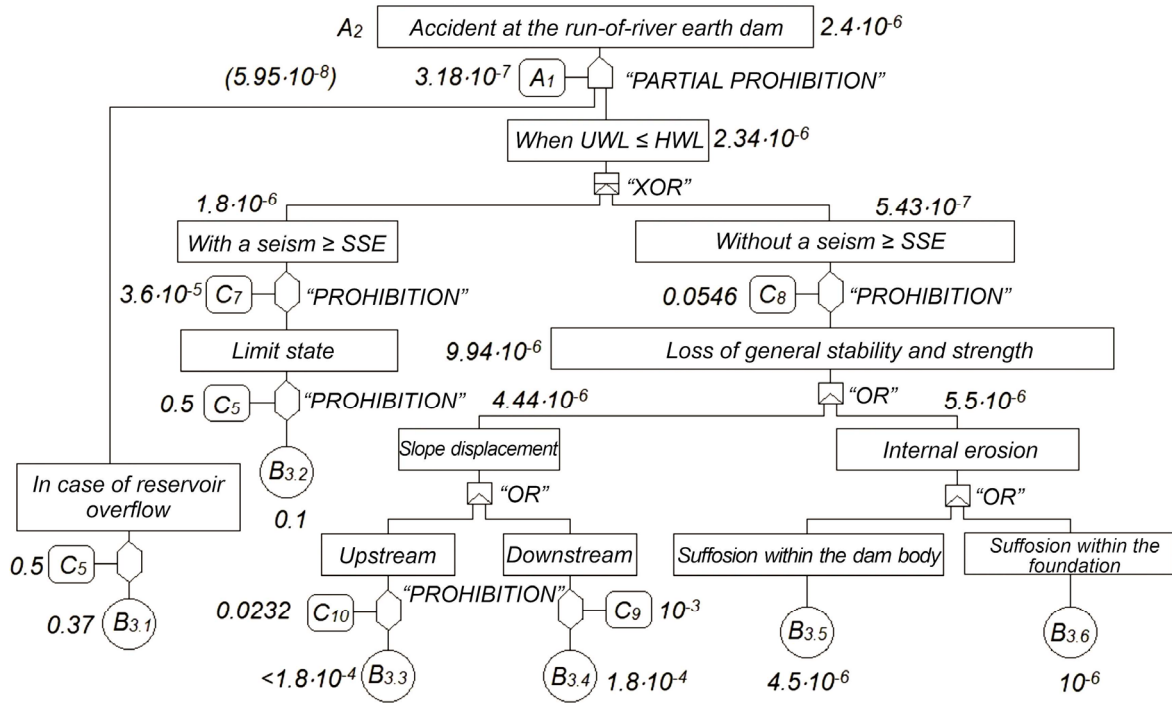 A₂ Accident at the run-of-river earth dam 2.4·10⁻⁶
(5.95·10⁻⁸) 3.18·10⁻⁷ A₁ “PARTIAL PROHIBITION”
When UWL ≤ HWL 2.34·10⁻⁶
“XOR”
1.8·10⁻⁶ 5.43·10⁻⁷
With a seism ≥ SSE Without a seism ≥ SSE
3.6·10⁻⁵ C₇ “PROHIBITION” 0.0546 C₈ “PROHIBITION”
Limit state 9.94·10⁻⁶ Loss of general stability and strength
0.5 C₅ “PROHIBITION” 4.44·10⁻⁶ “OR” 5.5·10⁻⁶
Slope displacement Internal erosion
B₃.₂
In case of reservoir
overflow
“OR” “OR”
0.1
Upstream Downstream Suffosion within the dam body Suffosion within the
foundation
0.5 C₅ “PROHIBITION”
0.0232 C₁₀ C₉ 10⁻³
0.37 B₃.₁ B₃.₅ B₃.₆
<1.8·10⁻⁴ B₃.₃ B₃.₄ 1.8·10⁻⁴ 4.5·10⁻⁶ 10⁻⁶